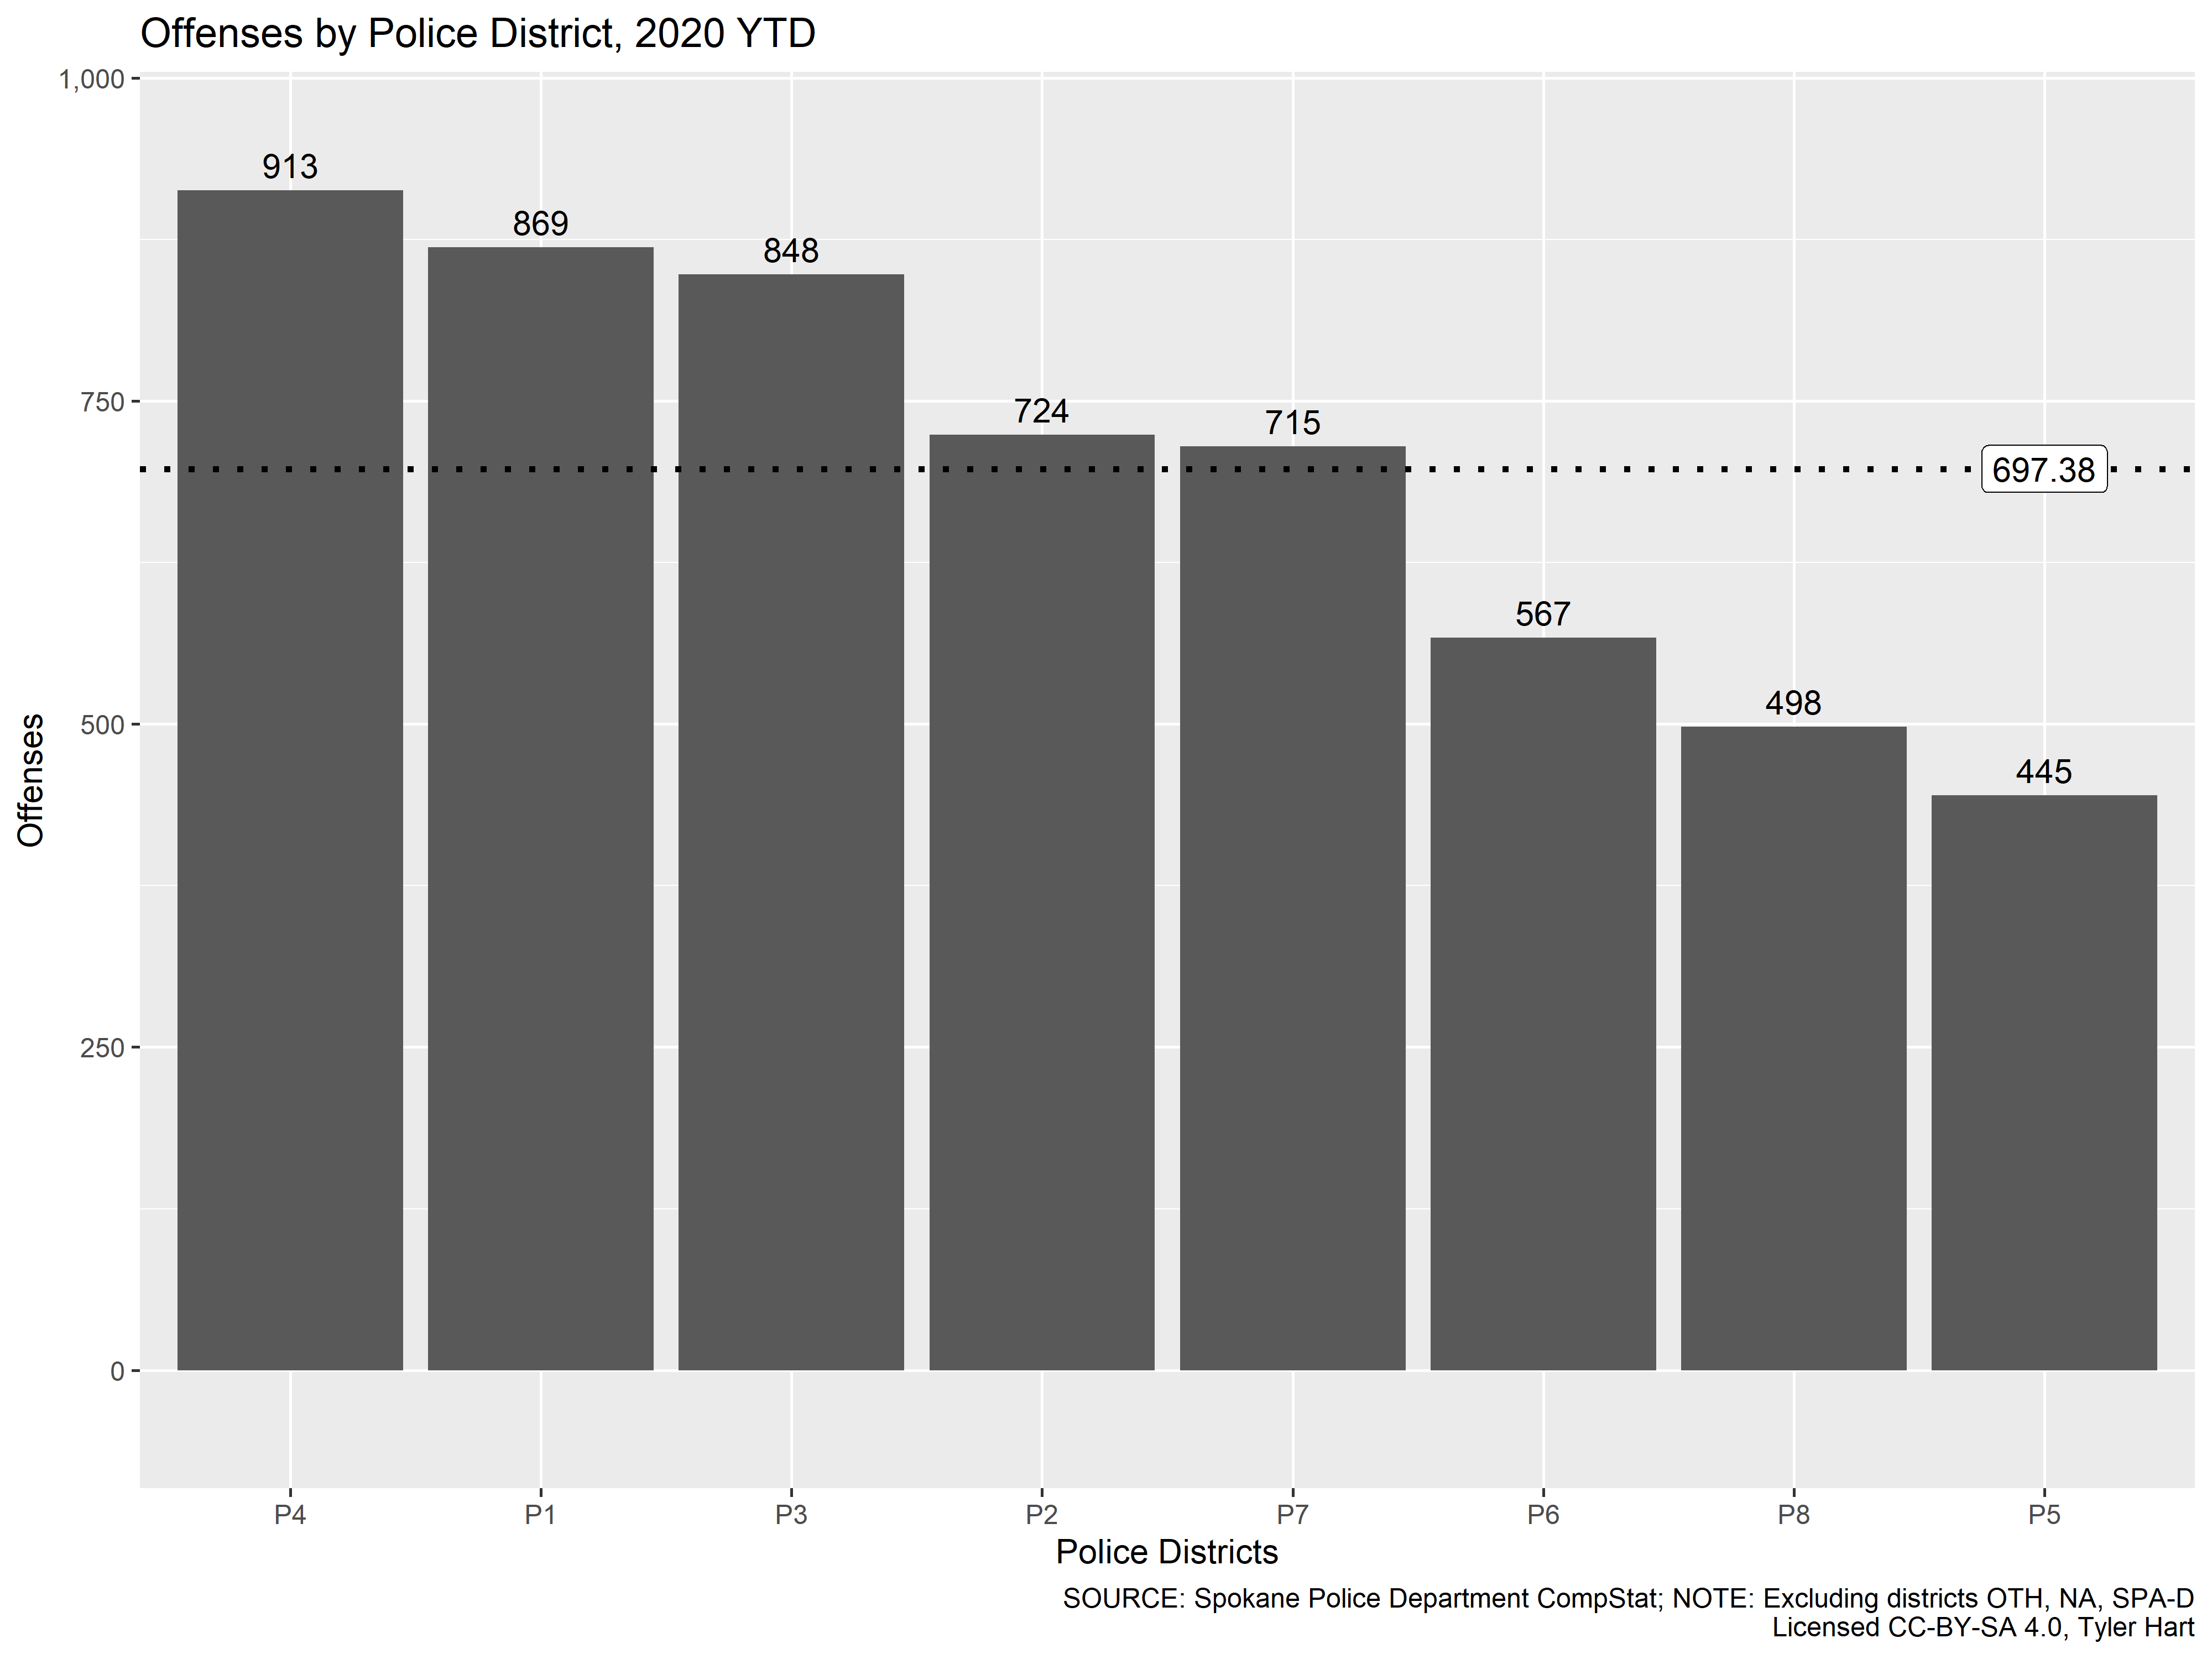 Offenses by Police District, 2020 YTD
1,000
750
500
250
0
Offenses
913
869
848
724
715
567
498
445
697.38
P4 P1 P3 P2 P7 P6 P8 P5
Police Districts
SOURCE: Spokane Police Department CompStat; NOTE: Excluding districts OTH, NA, SPA-D
Licensed CC-BY-SA 4.0, Tyler Hart